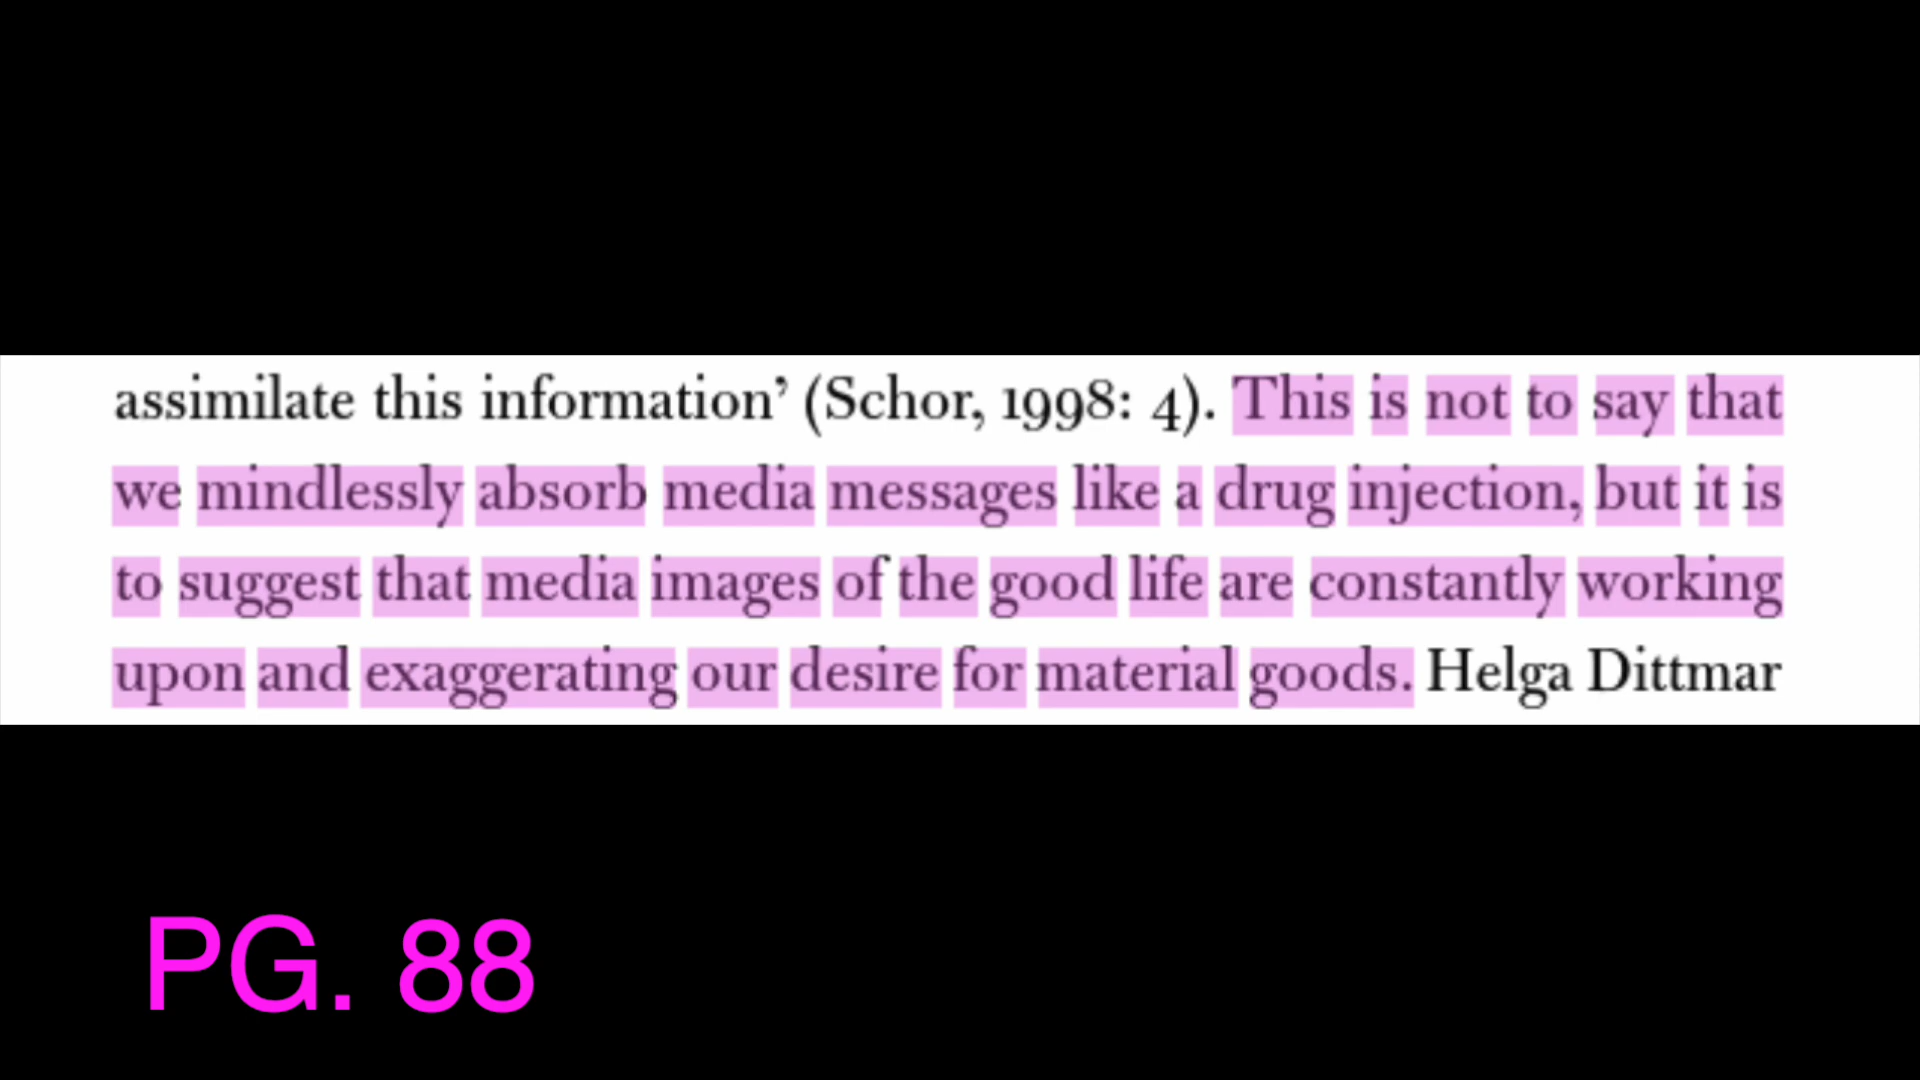 assimilate this information’ (Schor, 1998: 4). This is not to say that
we mindlessly absorb media messages like a drug injection, but it is
to suggest that media images of the good life are constantly working
upon and exaggerating our desire for material goods. Helga Dittmar
PG. 88